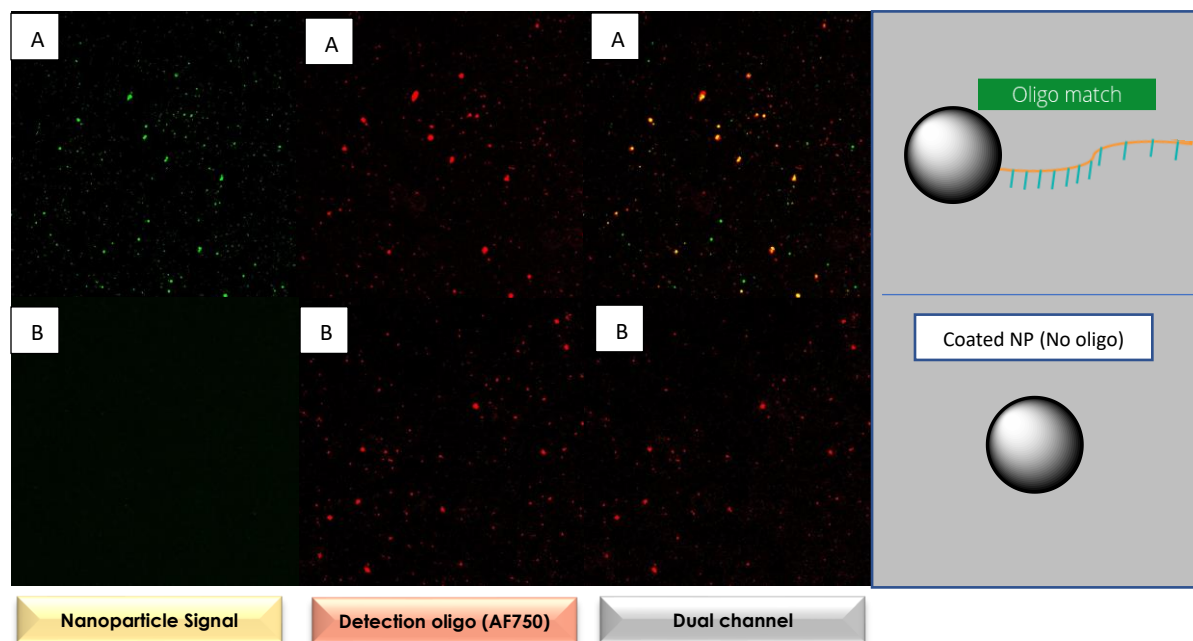 A
A
A
Oligo match
B
B
B
Coated NP (No oligo)
Nanoparticle Signal
Detection oligo (AF750)
Dual channel